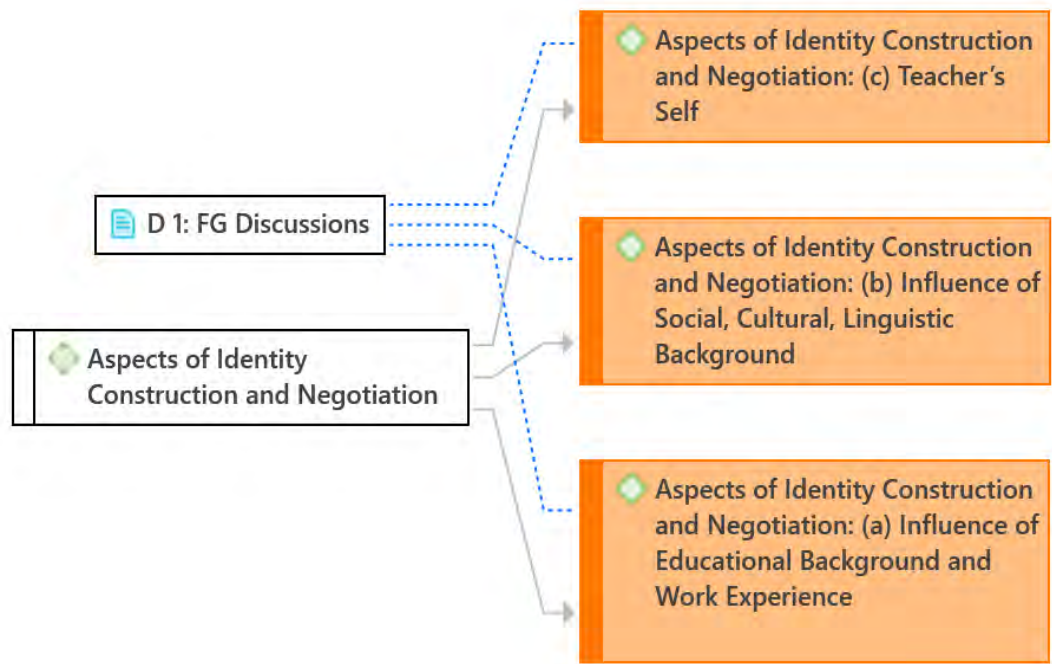 D 1: FG Discussions
Aspects of Identity
Construction and Negotiation
Aspects of Identity Construction
and Negotiation: (c) Teacher’s
Self
Aspects of Identity Construction
and Negotiation: (b) Influence of
Social, Cultural, Linguistic
Background
Aspects of Identity Construction
and Negotiation: (a) Influence of
Educational Background and
Work Experience